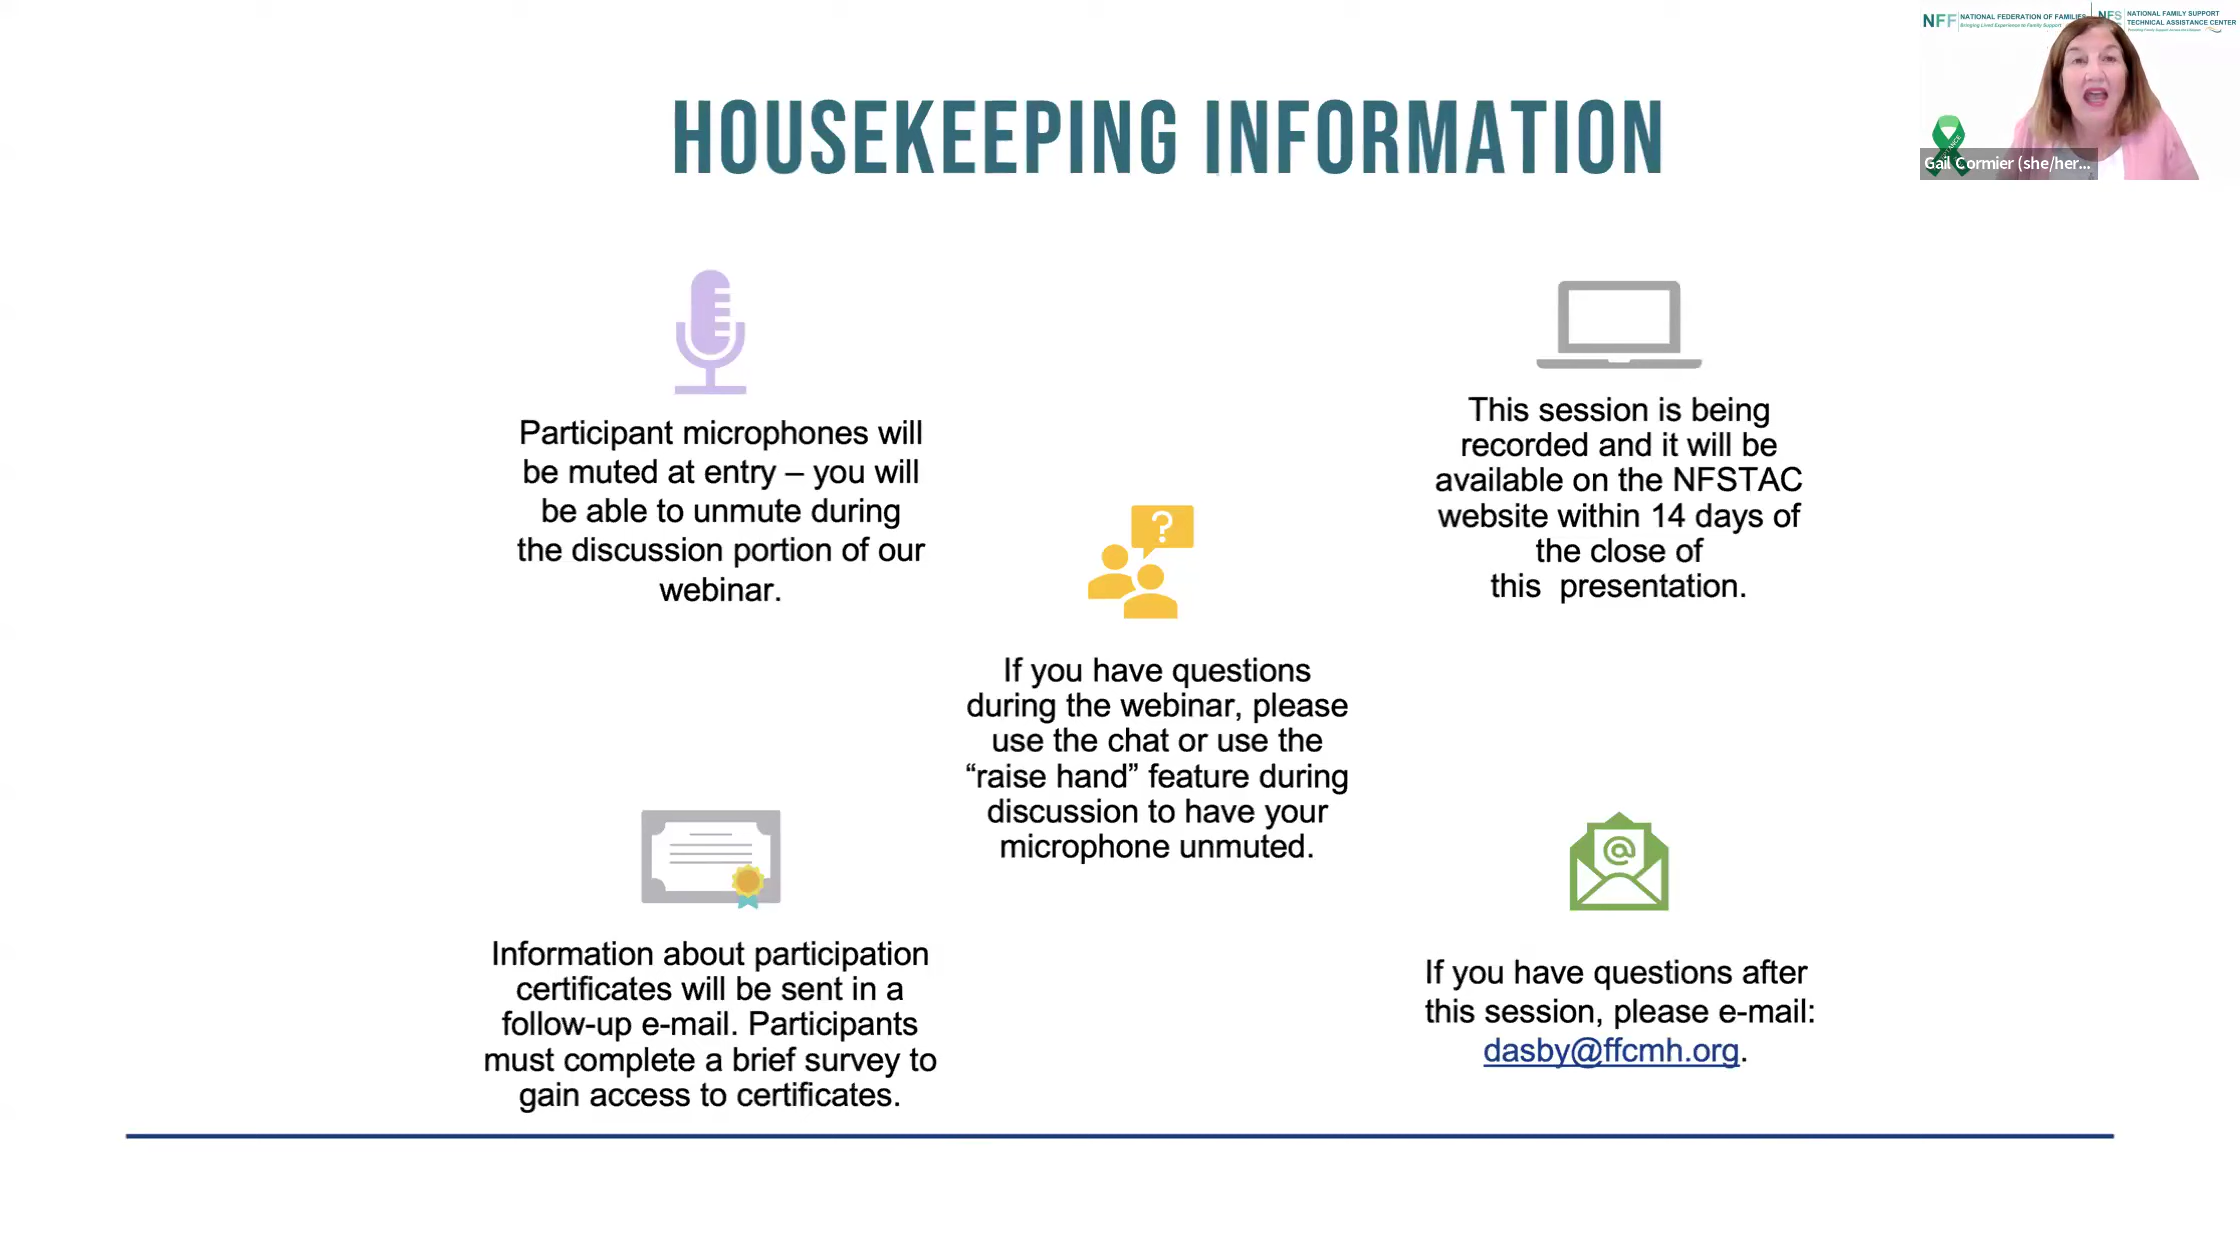 NFF NATIONAL FEDERATION OF FAMILIES
Bringing Lived Experience to Family Support
NFS NATIONAL FAMILY SUPPORT
TECHNICAL ASSISTANCE CENTER
Gail Cormier (she/her...
HOUSEKEEPING INFORMATION
Participant microphones will
be muted at entry – you will
be able to unmute during
the discussion portion of our
webinar.
This session is being
recorded and it will be
available on the NFSTAC
website within 14 days of
the close of
this  presentation.
?
If you have questions
during the webinar, please
use the chat or use the
“raise hand” feature during
discussion to have your
microphone unmuted.
Information about participation
certificates will be sent in a
follow-up e-mail. Participants
must complete a brief survey to
gain access to certificates.
@
If you have questions after
this session, please e-mail:
dasby@ffcmh.org.